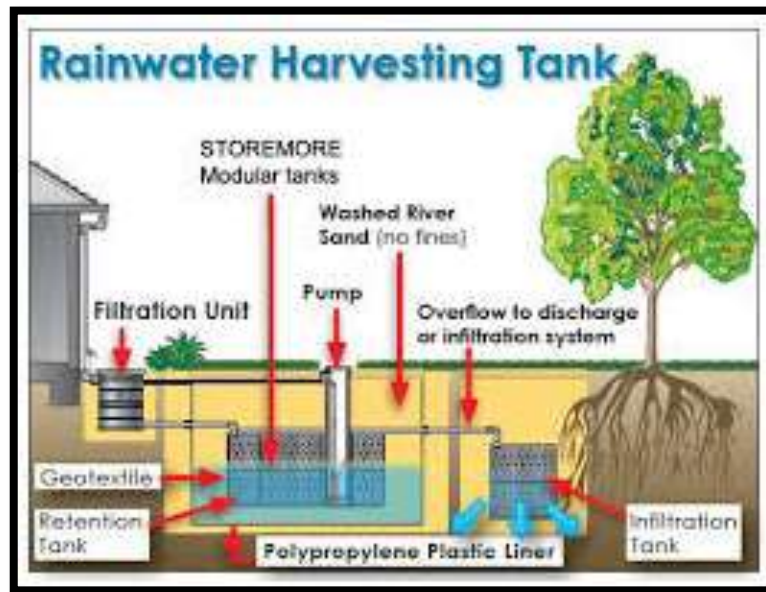 Rainwater Harvesting Tank
STOREMORE
Modular tanks
Washed River
Sand (no fines)
Pump
Filtration Unit
Overflow to discharge
or infiltration system
Geotextile
Retention
Tank
Polypropylene Plastic Liner
Infiltration
Tank